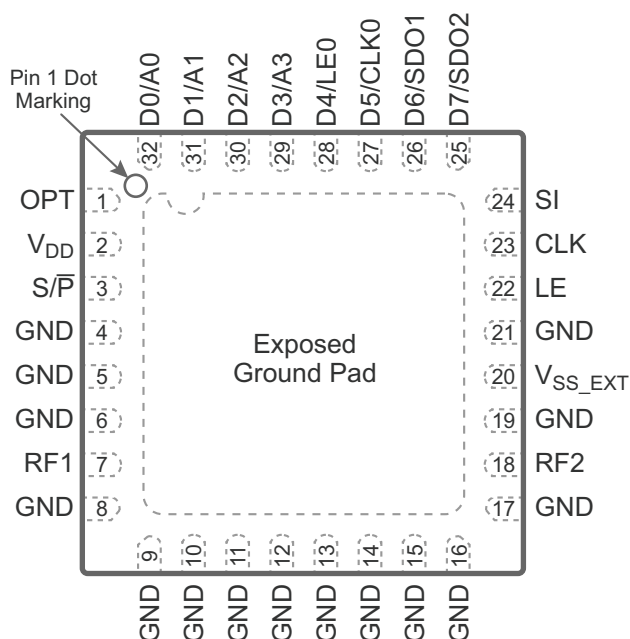 D0/A0
D1/A1
D2/A2
D3/A3
D4/LE0
D5/CLK0
D6/SDO1
D7/SDO2
Pin 1 Dot
Marking
32
31
30
29
28
27
26
25
OPT 1
24 SI
VDD 2
23 CLK
S/P̅ 3
22 LE
GND 4
21 GND
Exposed
Ground Pad
GND 5
20 VSS_EXT
GND 6
19 GND
RF1 7
18 RF2
GND 8
17 GND
9
10
11
12
13
14
15
16
GND
GND
GND
GND
GND
GND
GND
GND